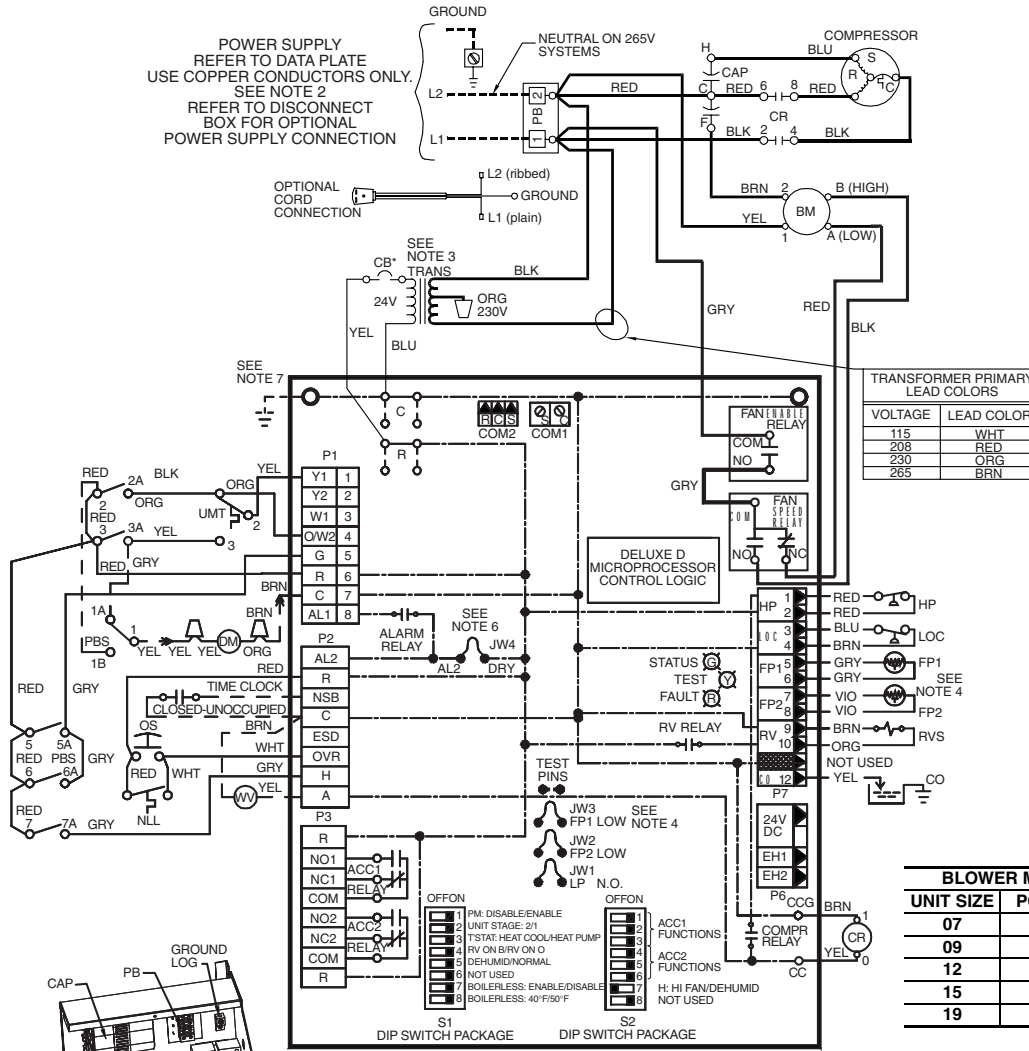 GROUND
POWER SUPPLY
REFER TO DATA PLATE
USE COPPER CONDUCTORS ONLY.
SEE NOTE 2
REFER TO DISCONNECT
BOX FOR OPTIONAL
POWER SUPPLY CONNECTION
NEUTRAL ON 265V
SYSTEMS
L2
L1
PB
2
1
RED
H
CAP
C
F
BLU
RED 6 8 RED
CR
BLK 2 4 BLK
COMPRESSOR
S
R
C
OPTIONAL
CORD
CONNECTION
L2 (ribbed)
GROUND
L1 (plain)
BRN 2
YEL 1
BM
B (HIGH)
A (LOW)
SEE
NOTE 3
TRANS
CB*
24V
BLK
ORG
230V
YEL
BLU
GRY
RED
BLK
TRANSFORMER PRIMARY
LEAD COLORS
VOLTAGE LEAD COLOR
115 WHT
208 RED
230 ORG
265 BRN
SEE
NOTE 7
C
R
R C S
COM2
S C
COM1
FAN ENABLE
RELAY
COM
NO
GRY
FAN
SPEED
RELAY
COM
NO
NC
DELUXE D
MICROPROCESSOR
CONTROL LOGIC
P1
Y1 1
Y2 2
W1 3
O/W2 4
G 5
R 6
C 7
AL1 8
YEL
RED 2A BLK
2 ORG
ORG
UMT 2
RED
3 3A YEL 3
RED GRY
BRN
1A
PBS 1
1B
YEL YEL YEL DM ORG
BRN
ALARM
RELAY
SEE
NOTE 6
JW4
AL2 DRY
P2
AL2
R
NSB
C
ESD
OVR
H
A
RED
TIME CLOCK
CLOSED-UNOCCUPIED
BRN
OS
WHT
GRY
RED WHT
NLL
WV YEL
RED
GRY
5 5A
RED PBS
6 6A
GRY
RED
7 7A GRY
STATUS G
TEST Y
FAULT R
RV RELAY
TEST
PINS
JW3
FP1 LOW
SEE
NOTE 4
JW2
FP2 LOW
JW1
LP N.O.
HP 1 RED HP
2 RED
LOC 3 BLU LOC
4 BRN
FP1 5 GRY FP1
6 GRY
SEE
NOTE 4
FP2 7 VIO
8 VIO FP2
RV 9 BRN RVS
10 ORG
NOT USED
CO 12 YEL CO
P7
24V
DC
EH1
EH2
P6
CCG
COMPR
RELAY
CC
BRN 1
CR
YEL 0
P3
R
NO1
NC1
COM
NO2
NC2
COM
R
ACC1
RELAY
ACC2
RELAY
OFF ON
1 PM: DISABLE/ENABLE
2 UNIT STAGE: 2/1
3 T'STAT: HEAT COOL/HEAT PUMP
4 RV ON B/RV ON O
5 DEHUMID/NORMAL
6 NOT USED
7 BOILERLESS: ENABLE/DISABLE
8 BOILERLESS: 40°F/50°F
S1
DIP SWITCH PACKAGE
OFF ON
1
2
3
4
5
6
7
8
ACC1
FUNCTIONS
ACC2
FUNCTIONS
H: HI FAN/DEHUMID
NOT USED
S2
DIP SWITCH PACKAGE
BLOWER M
UNIT SIZE P
07
09
12
15
19
CAP
PB
GROUND
LOG